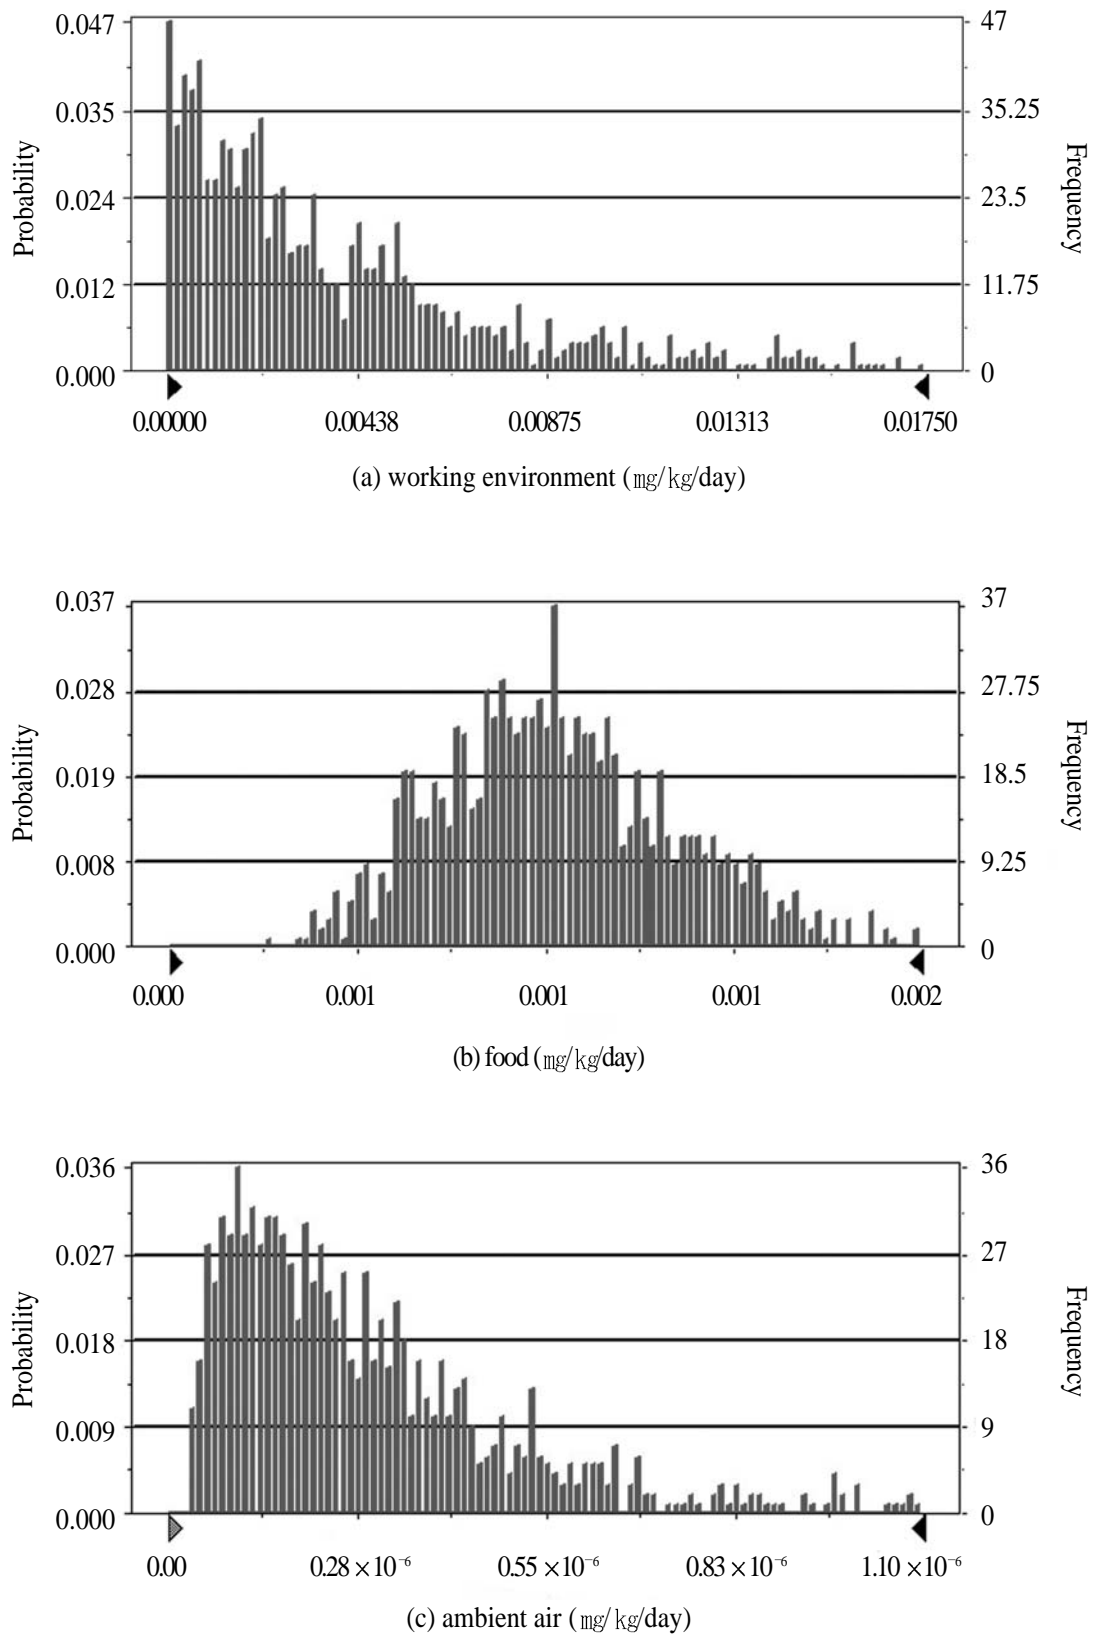 0.047 47
0.035 35.25
0.024 23.5
0.012 11.75
0.000 0
Probability
Frequency
0.00000 0.00438 0.00875 0.01313 0.01750
(a) working environment (㎎/㎏/day)
0.037 37
0.028 27.75
0.019 18.5
0.008 9.25
0.000 0
Probability
Frequency
0.000 0.001 0.001 0.001 0.002
(b) food (㎎/㎏/day)
0.036 36
0.027 27
0.018 18
0.009 9
0.000 0
Probability
Frequency
0.00 0.28×10⁻⁶ 0.55×10⁻⁶ 0.83×10⁻⁶ 1.10×10⁻⁶
(c) ambient air (㎎/㎏/day)